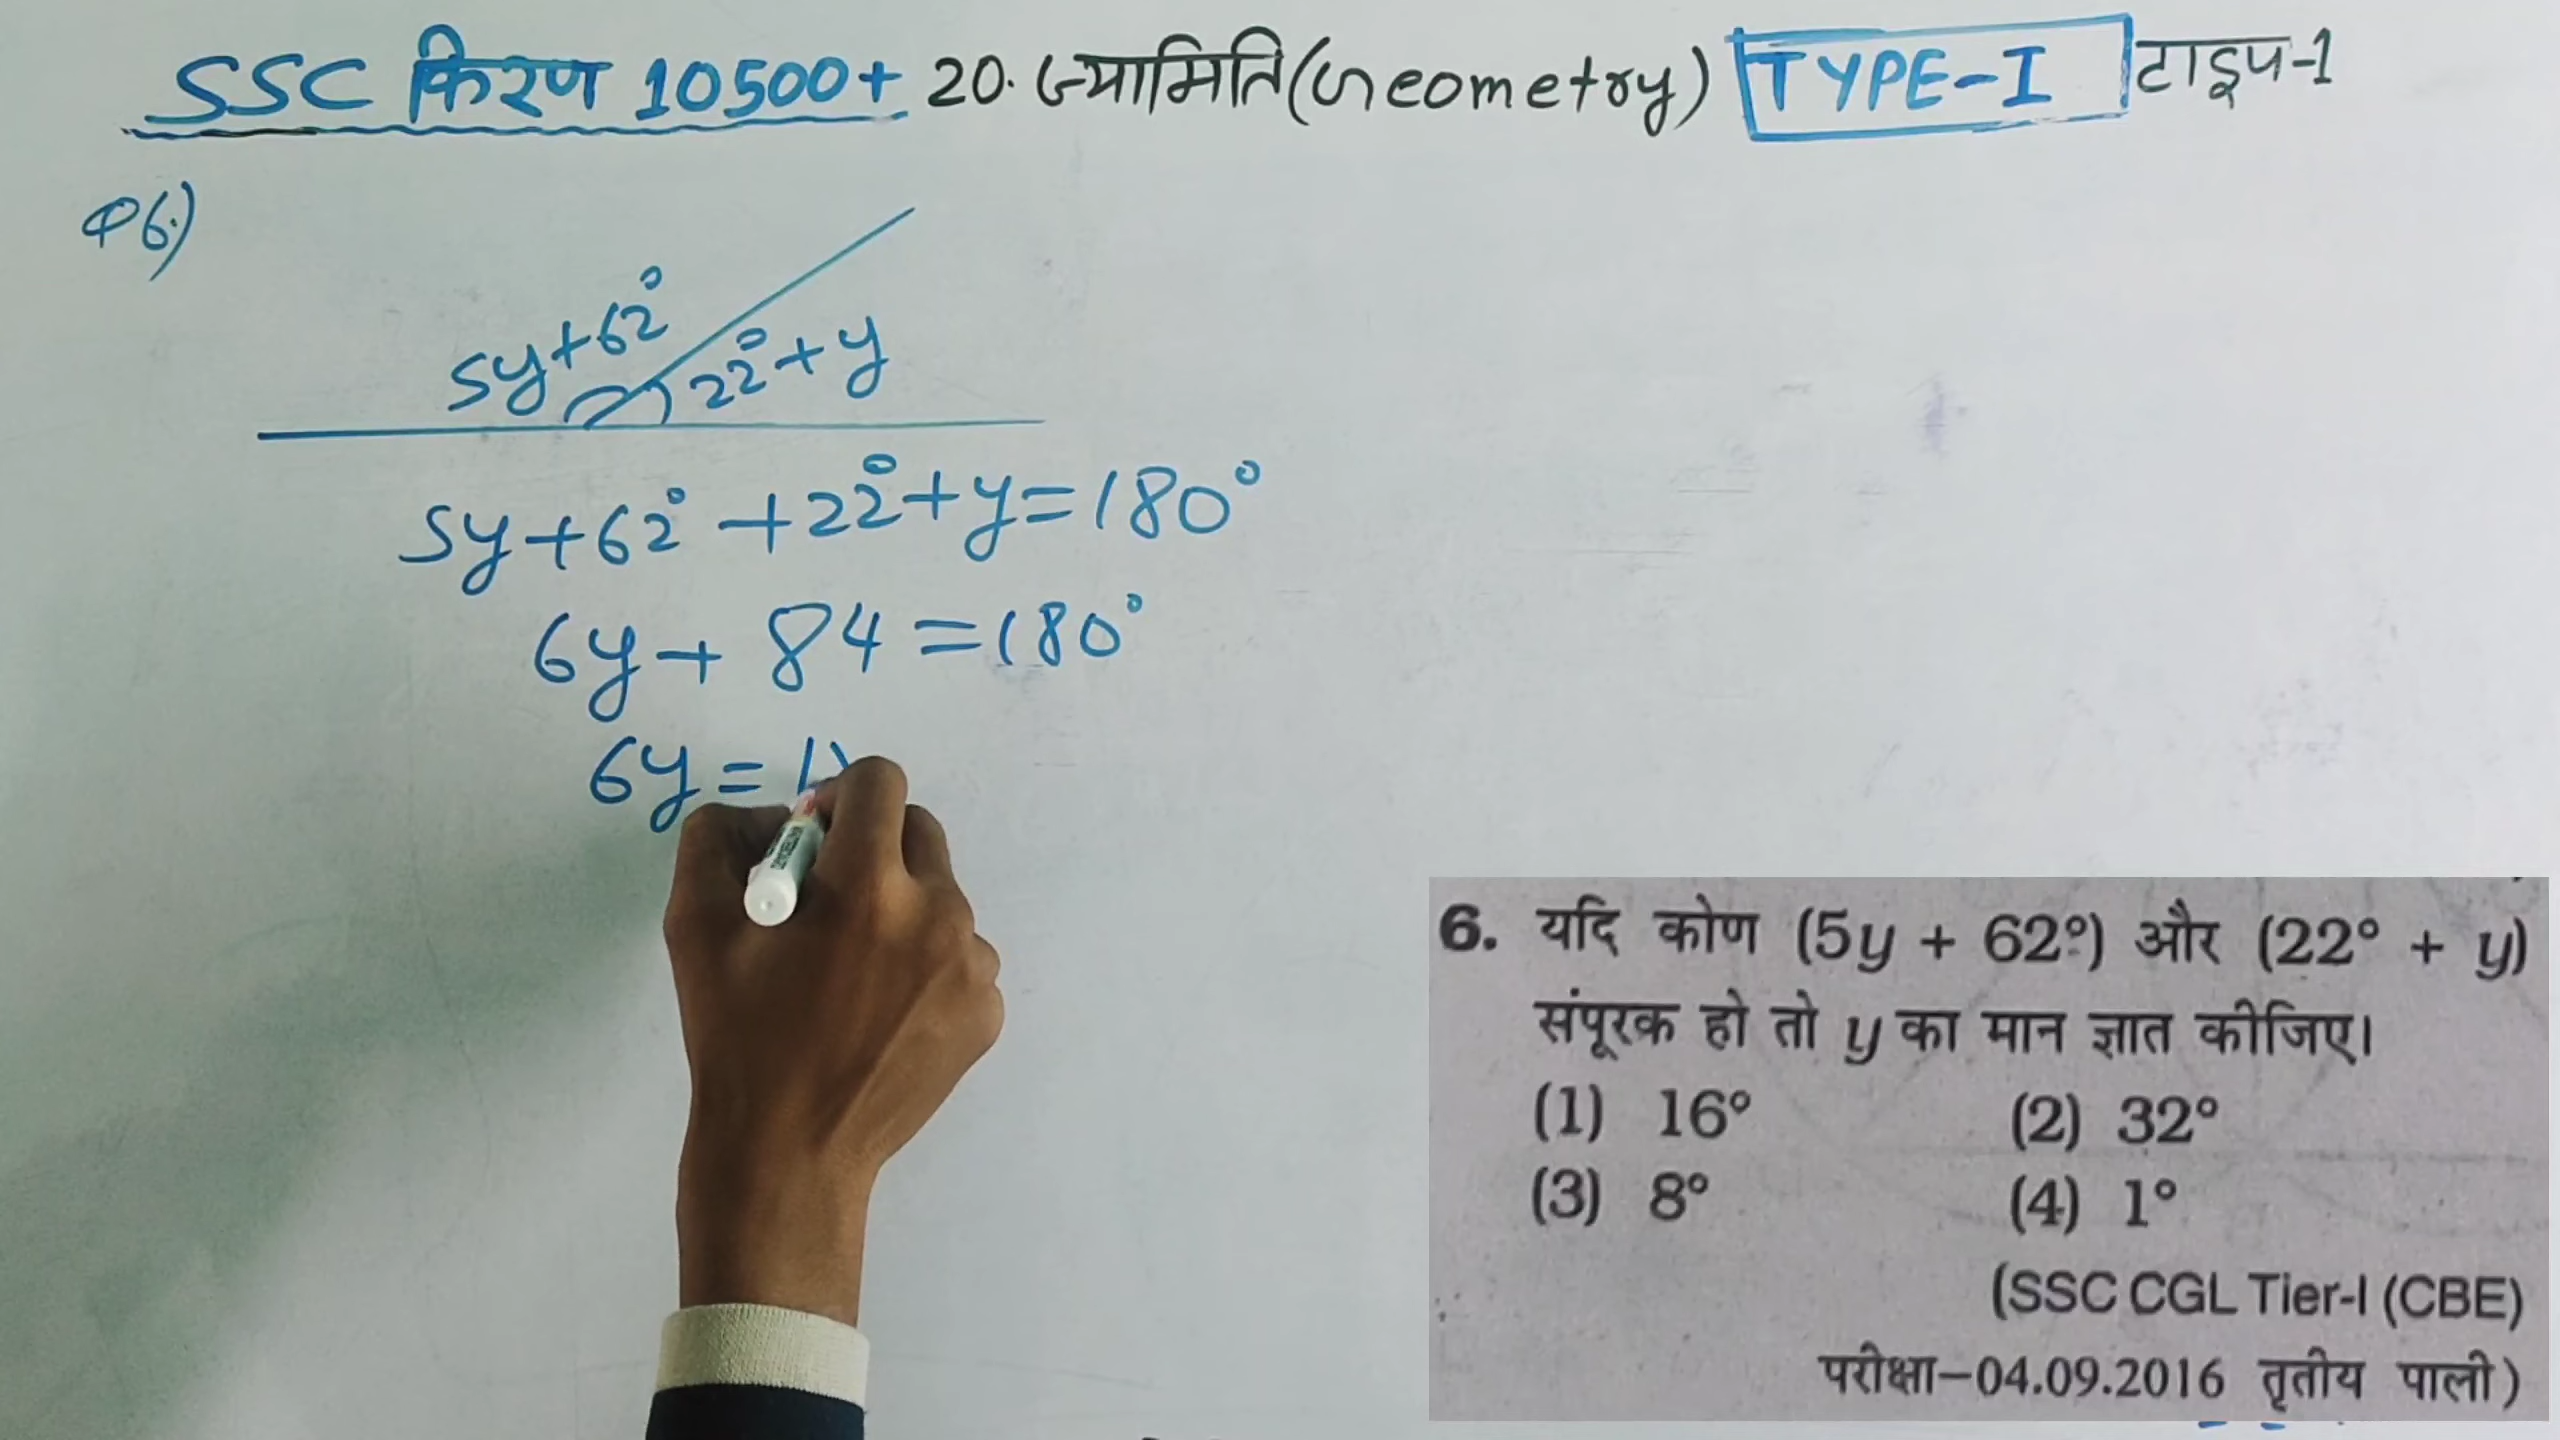 SSC किरण 10500+ 20. ज्यामिति (Geometry) TYPE-I टाइप-1
Q6.)
5y+62° 22°+y
5y+62°+22°+y=180°
6y+84=180°
6y=1
6. यदि कोण (5y + 62°) और (22° + y)
संपूरक हो तो y का मान ज्ञात कीजिए।
(1) 16° (2) 32°
(3) 8° (4) 1°
(SSC CGL Tier-I (CBE)
परीक्षा–04.09.2016 तृतीय पाली)